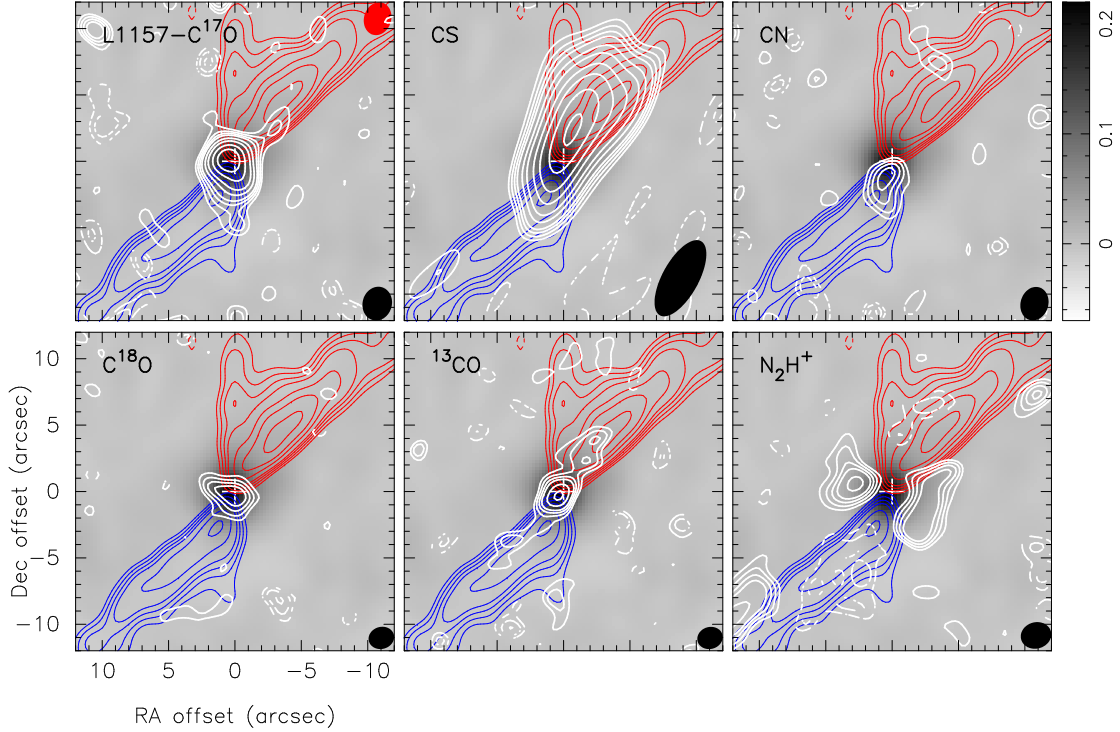 L1157−C¹⁷O
CS
CN
0.2
0.1
0
C¹⁸O
¹³CO
N₂H⁺
10
5
0
−5
−10
Dec offset (arcsec)
10 5 0 −5 −10
RA offset (arcsec)